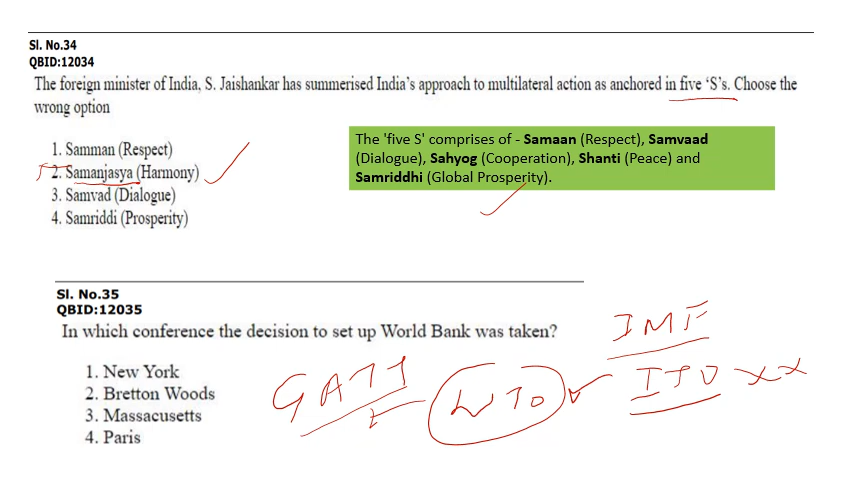 Sl. No.34
QBID:12034
The foreign minister of India, S. Jaishankar has summerised India's approach to multilateral action as anchored in five 'S's. Choose the
wrong option
1. Samman (Respect)
2. Samanjasya (Harmony)
3. Samvad (Dialogue)
4. Samriddi (Prosperity)
The 'five S' comprises of - Samaan (Respect), Samvaad
(Dialogue), Sahyog (Cooperation), Shanti (Peace) and
Samriddhi (Global Prosperity).
Sl. No.35
QBID:12035
In which conference the decision to set up World Bank was taken?
1. New York
2. Bretton Woods
3. Massacusetts
4. Paris
IMF
ITO XX
GATT
WTO